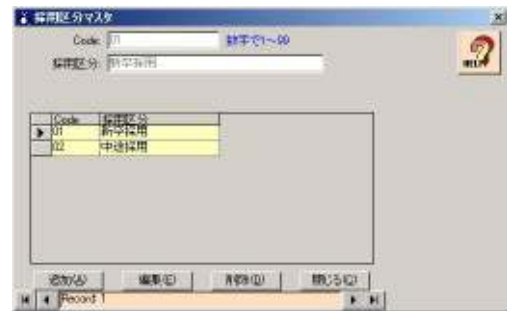 採用区分マスタ
Code: 01 数字で1～99
採用区分: 新卒採用
HELP
Code 採用区分
01 新卒採用
02 中途採用
追加(A) 編集(E) 削除(D) 閉じる(C)
Record 1